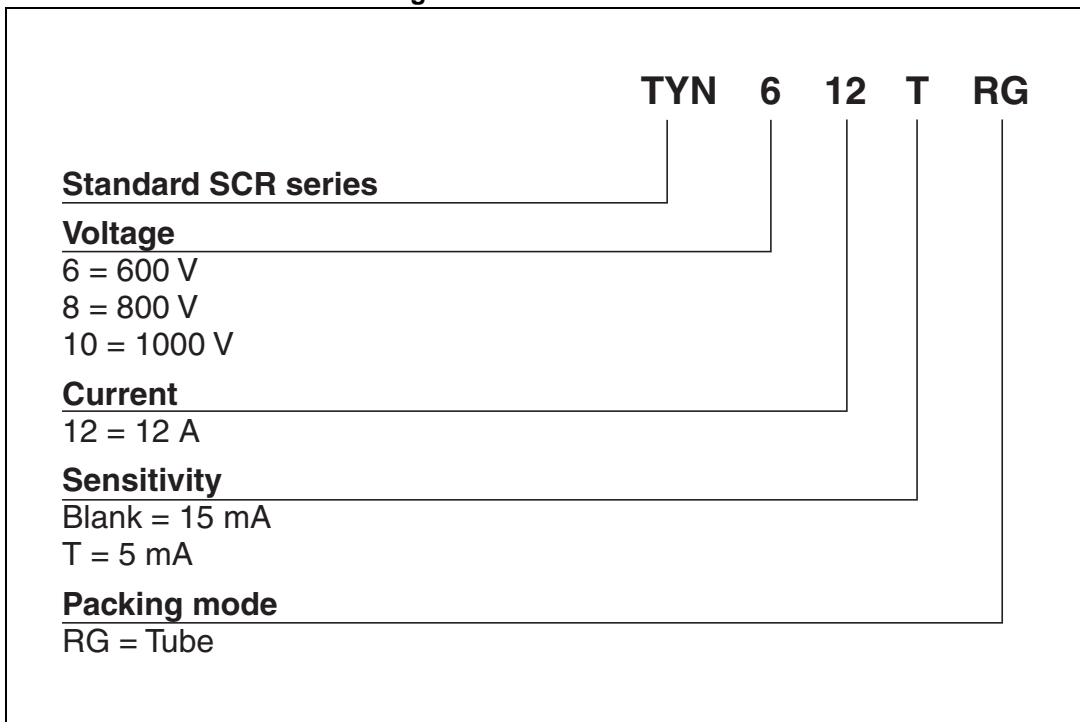 TYN 6 12 T RG
Standard SCR series
Voltage
6 = 600 V
8 = 800 V
10 = 1000 V
Current
12 = 12 A
Sensitivity
Blank = 15 mA
T = 5 mA
Packing mode
RG = Tube